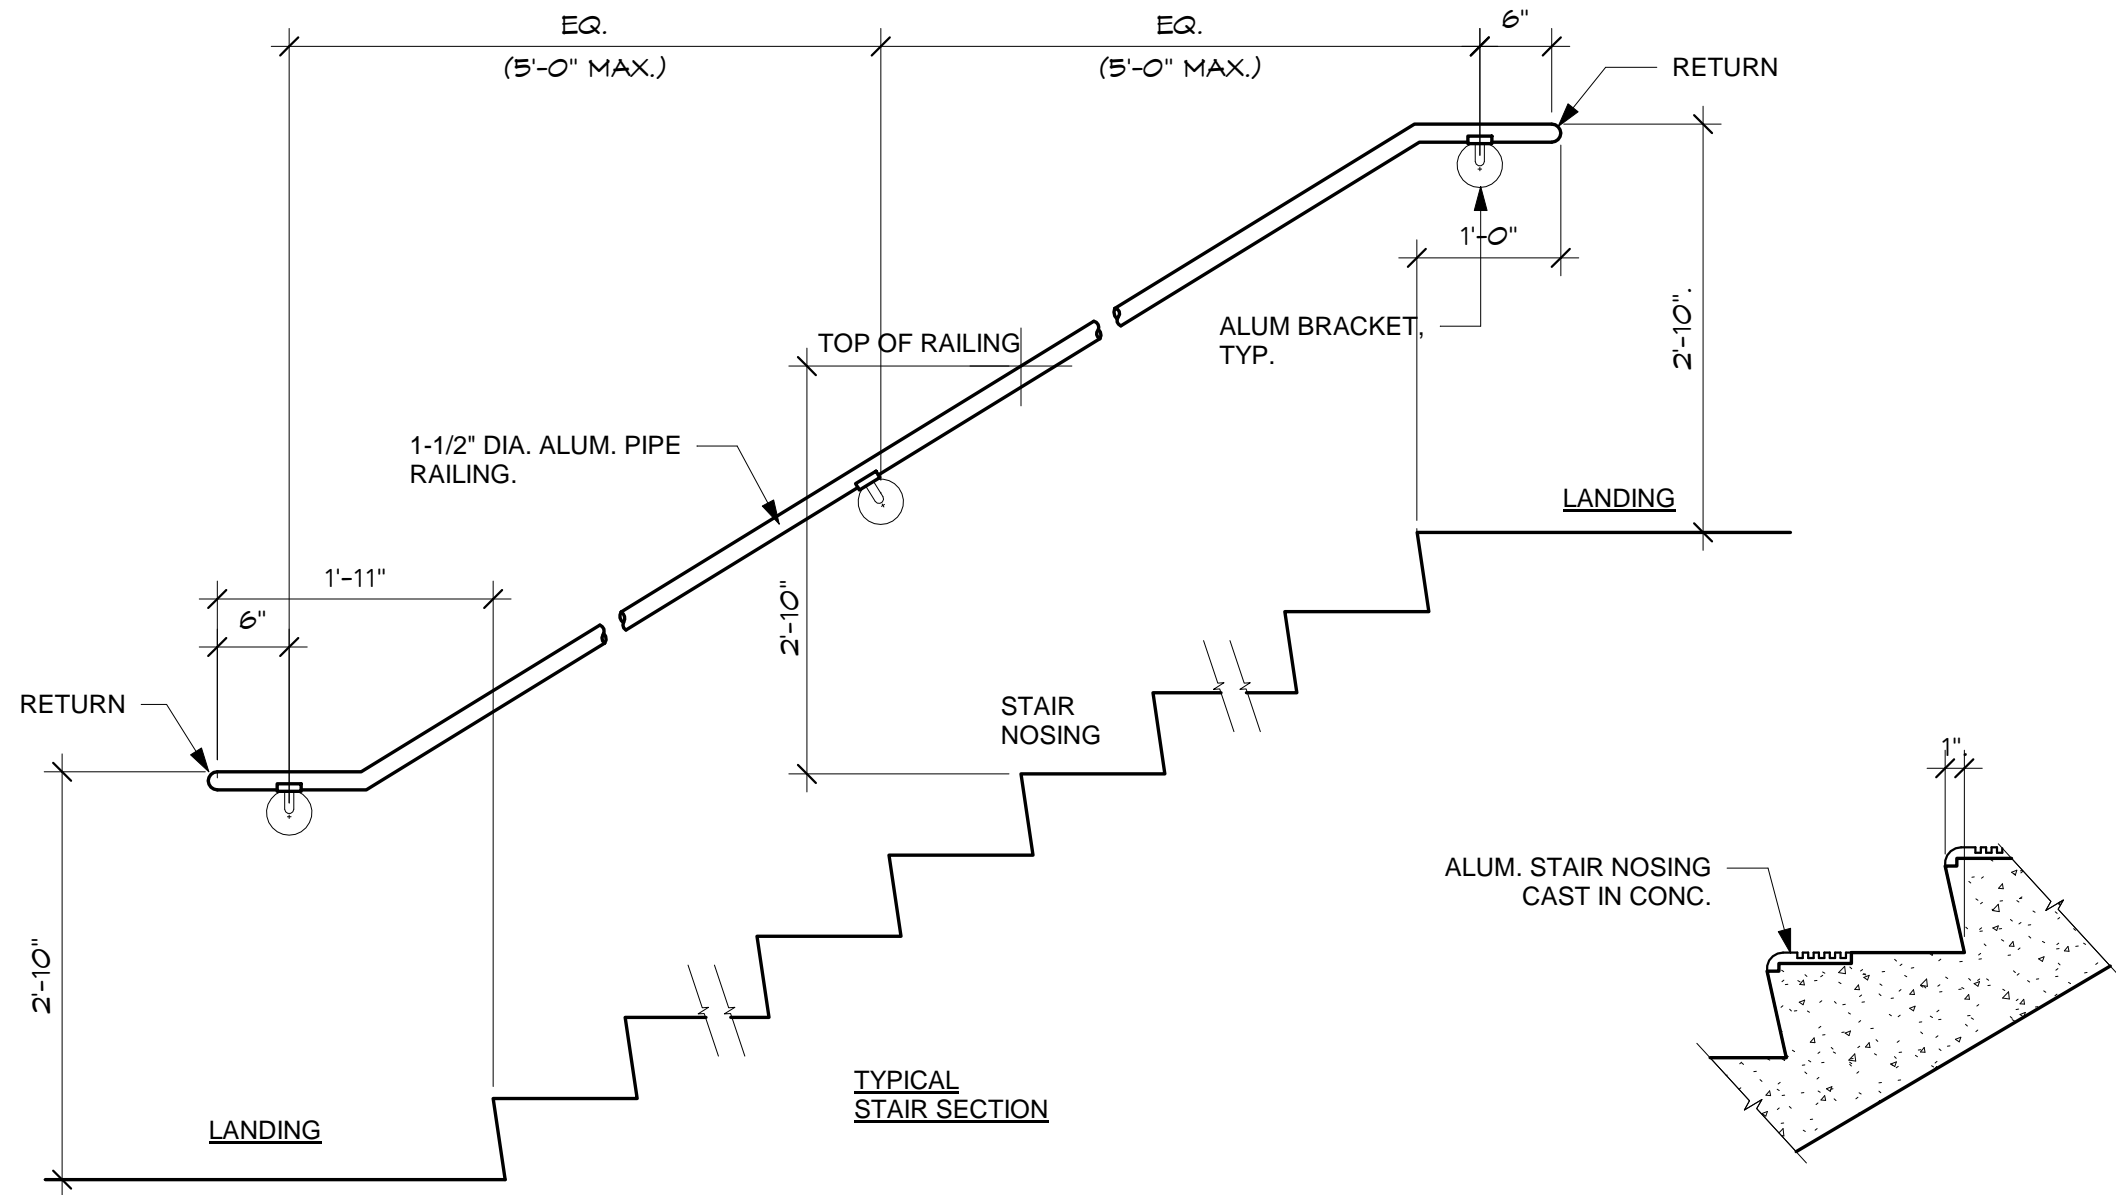 EQ.
(5'-0" MAX.)
EQ.
(5'-0" MAX.)
6"
RETURN
1'-0"
2'-10".
ALUM BRACKET,
TYP.
TOP OF RAILING
1-1/2" DIA. ALUM. PIPE
RAILING.
LANDING
1'-11"
6"
2'-10"
RETURN
STAIR
NOSING
1".
ALUM. STAIR NOSING
CAST IN CONC.
2'-10"
TYPICAL
STAIR SECTION
LANDING